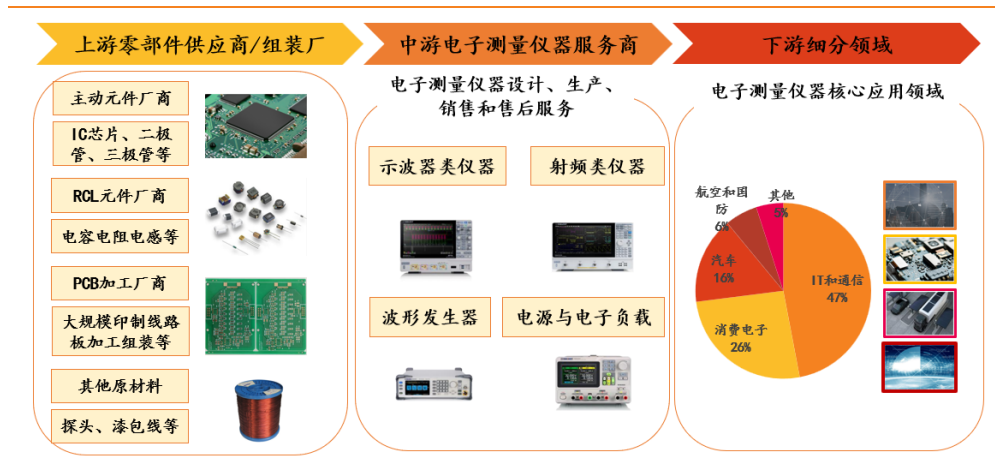 上游零部件供应商/组装厂
主动元件厂商
IC芯片、二极
管、三极管等
RCL元件厂商
电容电阻电感等
PCB加工厂商
大规模印制线路
板加工组装等
其他原材料
探头、漆包线等
中游电子测量仪器服务商
电子测量仪器设计、生产、
销售和售后服务
示波器类仪器
射频类仪器
波形发生器
电源与电子负载
下游细分领域
电子测量仪器核心应用领域
航空和国
防
6%
其他
5%
汽车
16%
IT和通信
47%
消费电子
26%